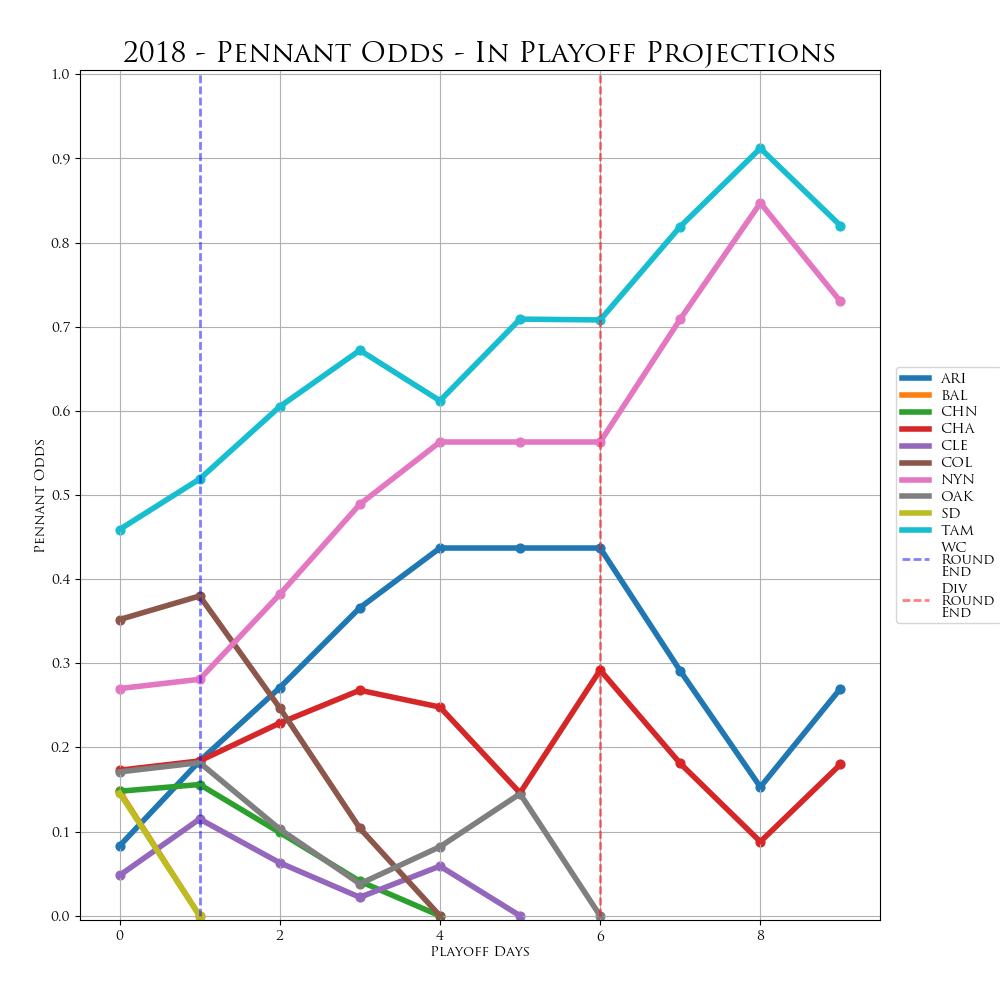 2018 - Pennant Odds - In Playoff Projections
1.0
0.9
0.8
0.7
0.6
0.5
0.4
0.3
0.2
0.1
0.0
Pennant Odds
0 2 4 6 8
Playoff Days
ARI
BAL
CHN
CHA
CLE
COL
NYN
OAK
SD
TAM
WC
Round
End
Div
Round
End